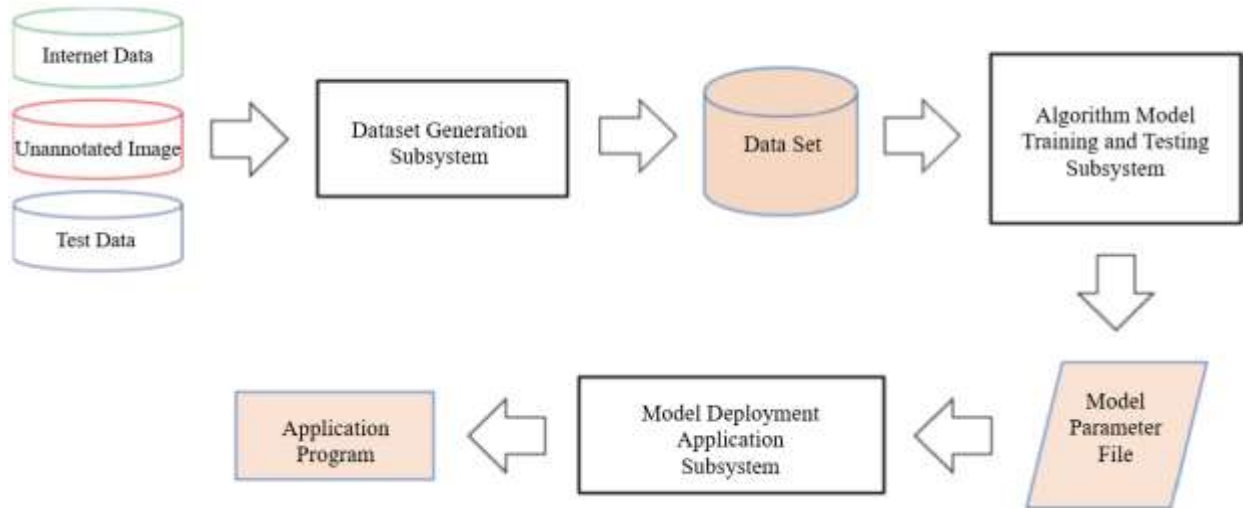 Internet Data
Unannotated Image
Test Data
Dataset Generation
Subsystem
Data Set
Algorithm Model
Training and Testing
Subsystem
Model
Parameter
File
Model Deployment
Application
Subsystem
Application
Program